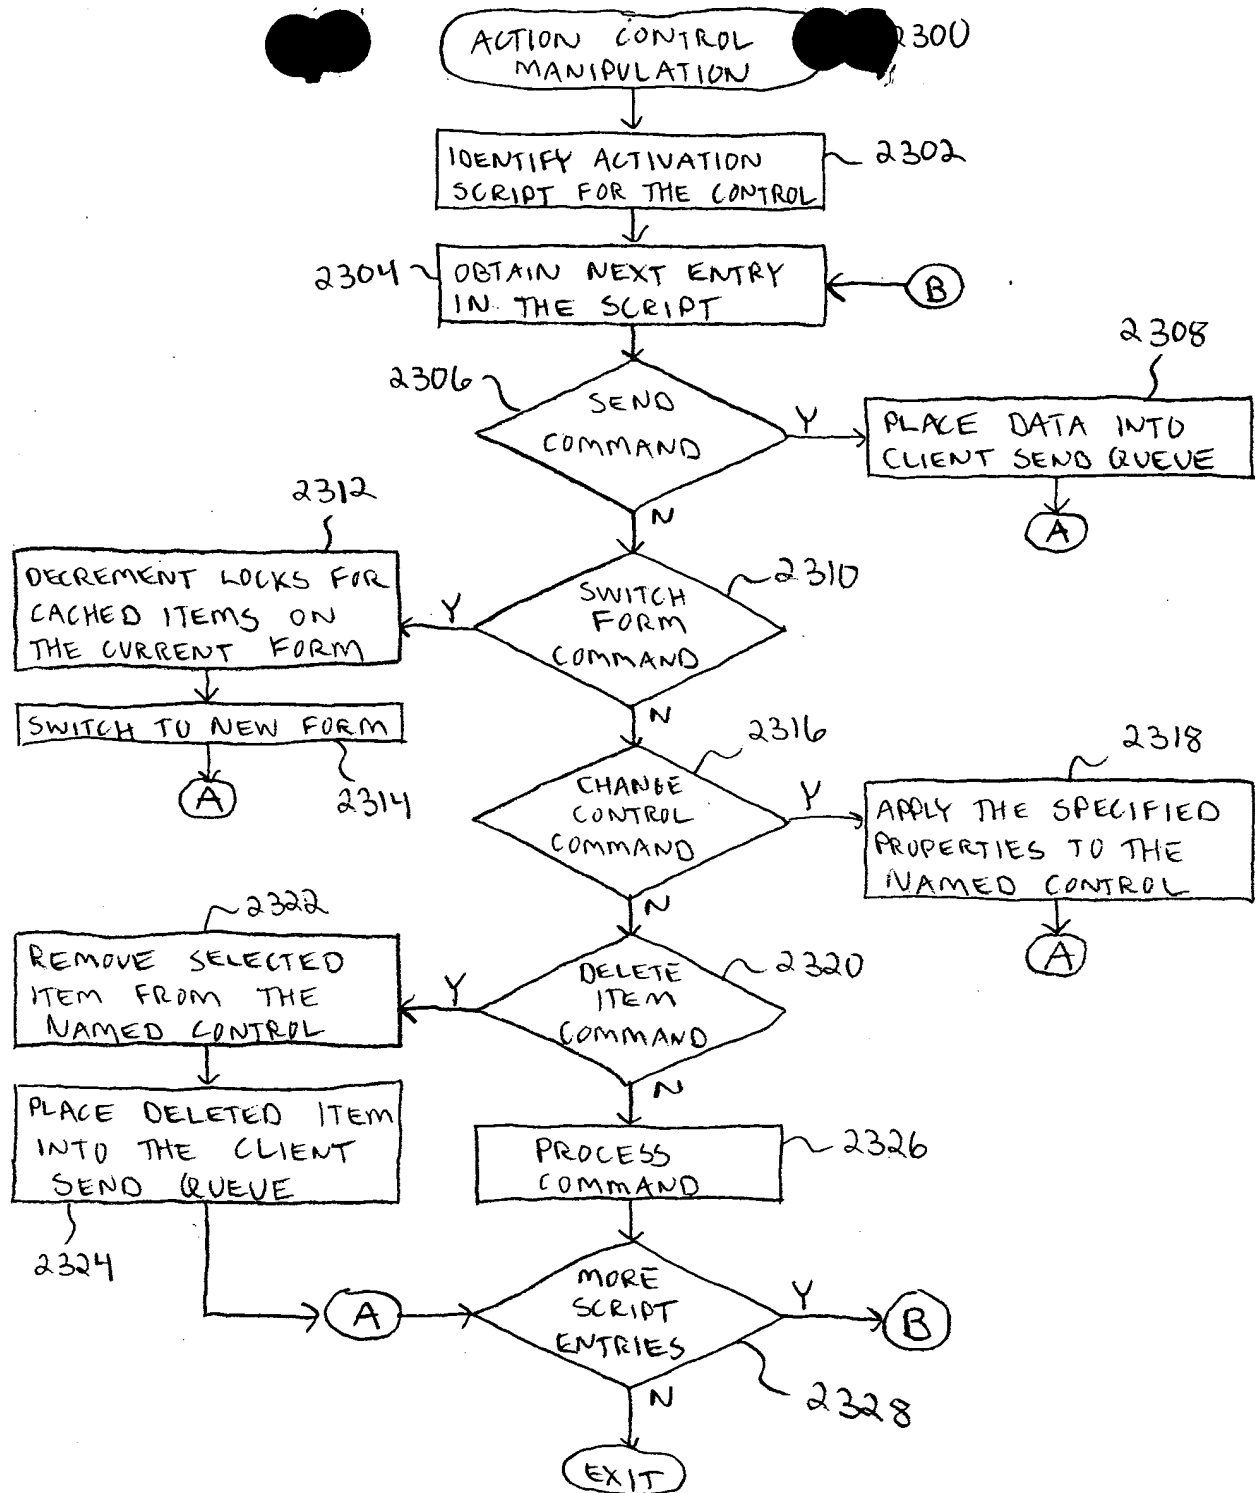 ACTION CONTROL
MANIPULATION
2300
IDENTIFY ACTIVATION
SCRIPT FOR THE CONTROL
2302
2304
OBTAIN NEXT ENTRY
IN THE SCRIPT
B
2306
SEND
COMMAND
Y
N
2308
PLACE DATA INTO
CLIENT SEND QUEUE
A
2310
SWITCH
FORM
COMMAND
Y
N
2312
DECREMENT LOCKS FOR
CACHED ITEMS ON
THE CURRENT FORM
SWITCH TO NEW FORM
2314
A
2316
CHANGE
CONTROL
COMMAND
Y
N
2318
APPLY THE SPECIFIED
PROPERTIES TO THE
NAMED CONTROL
A
2320
DELETE
ITEM
COMMAND
Y
N
2322
REMOVE SELECTED
ITEM FROM THE
NAMED CONTROL
PLACE DELETED ITEM
INTO THE CLIENT
SEND QUEUE
2324
PROCESS
COMMAND
2326
A
MORE
SCRIPT
ENTRIES
Y
B
2328
N
EXIT